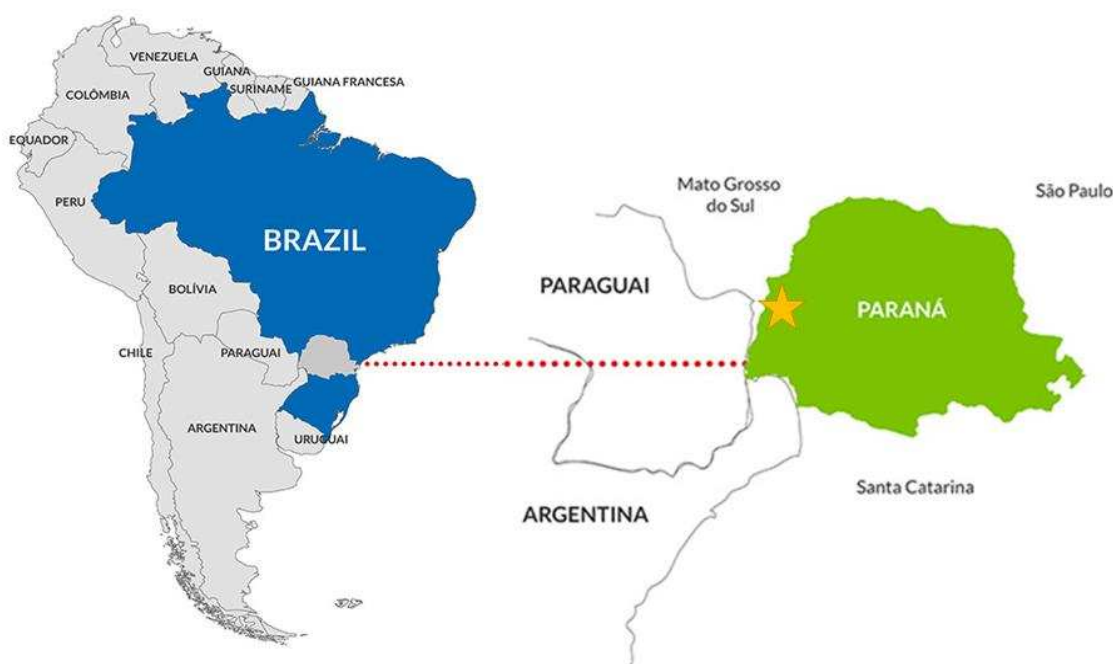 VENEZUELA
GUIANA
GUIANA FRANCESA
SURINAME
COLÔMBIA
EQUADOR
PERU
BRAZIL
BOLÍVIA
CHILE
PARAGUAI
ARGENTINA
URUGUAI
Mato Grosso
do Sul
São Paulo
PARAGUAI
PARANÁ
Santa Catarina
ARGENTINA